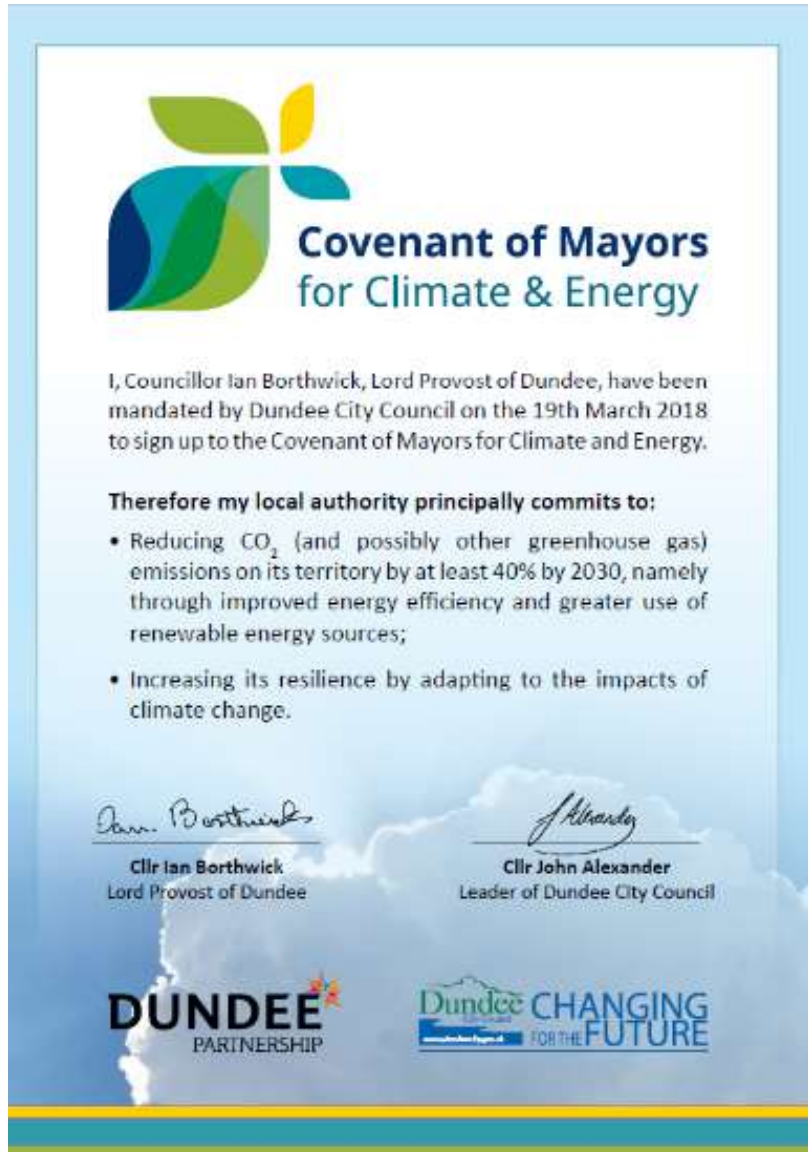 Covenant of Mayors
for Climate & Energy
I, Councillor Ian Borthwick, Lord Provost of Dundee, have been
mandated by Dundee City Council on the 19th March 2018
to sign up to the Covenant of Mayors for Climate and Energy.
Therefore my local authority principally commits to:
• Reducing CO₂ (and possibly other greenhouse gas)
emissions on its territory by at least 40% by 2030, namely
through improved energy efficiency and greater use of
renewable energy sources;
• Increasing its resilience by adapting to the impacts of
climate change.
Ian Borthwick
J Alexander
Cllr Ian Borthwick
Lord Provost of Dundee
Cllr John Alexander
Leader of Dundee City Council
DUNDEE
PARTNERSHIP
Dundee CHANGING
FOR THE FUTURE